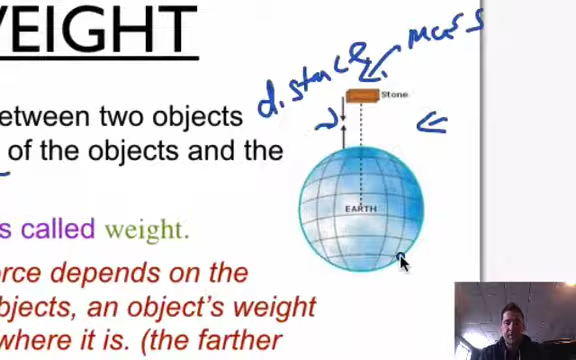 WEIGHT
mass
distance
Stone
between two objects
of the objects and the
EARTH
s called weight.
orce depends on the
bjects, an object's weight
where it is. (the farther